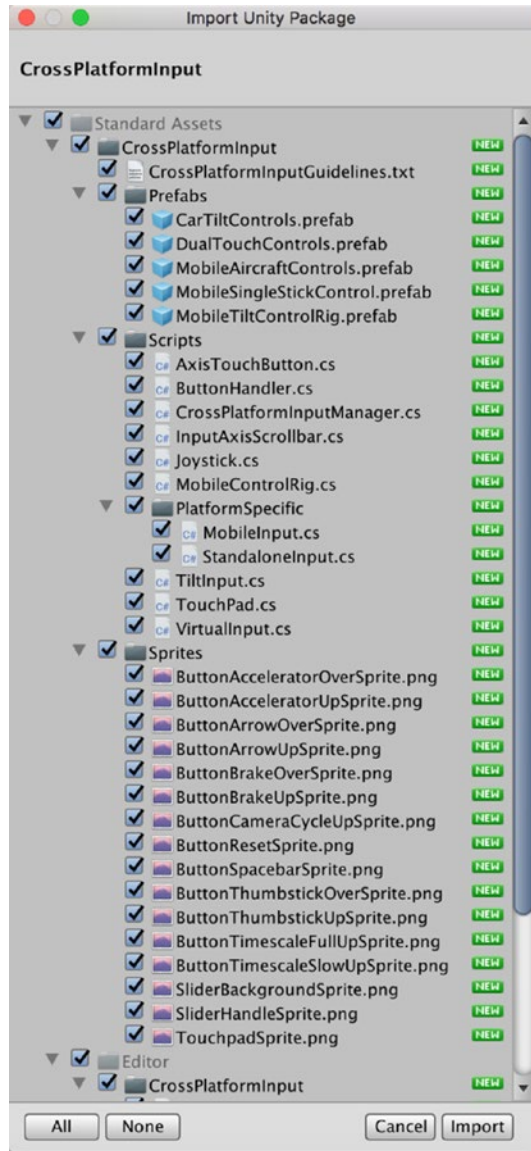 Import Unity Package
CrossPlatformInput
Standard Assets
CrossPlatformInput NEW
CrossPlatformInputGuidelines.txt NEW
Prefabs NEW
CarTiltControls.prefab NEW
DualTouchControls.prefab NEW
MobileAircraftControls.prefab NEW
MobileSingleStickControl.prefab NEW
MobileTiltControlRig.prefab NEW
Scripts NEW
C# AxisTouchButton.cs NEW
C# ButtonHandler.cs NEW
C# CrossPlatformInputManager.cs NEW
C# InputAxisScrollbar.cs NEW
C# Joystick.cs NEW
C# MobileControlRig.cs NEW
PlatformSpecific NEW
C# MobileInput.cs NEW
C# StandaloneInput.cs NEW
C# TiltInput.cs NEW
C# TouchPad.cs NEW
C# VirtualInput.cs NEW
Sprites NEW
ButtonAcceleratorOverSprite.png NEW
ButtonAcceleratorUpSprite.png NEW
ButtonArrowOverSprite.png NEW
ButtonArrowUpSprite.png NEW
ButtonBrakeOverSprite.png NEW
ButtonBrakeUpSprite.png NEW
ButtonCameraCycleUpSprite.png NEW
ButtonResetSprite.png NEW
ButtonSpacebarSprite.png NEW
ButtonThumbstickOverSprite.png NEW
ButtonThumbstickUpSprite.png NEW
ButtonTimescaleFullUpSprite.png NEW
ButtonTimescaleSlowUpSprite.png NEW
SliderBackgroundSprite.png NEW
SliderHandleSprite.png NEW
TouchpadSprite.png NEW
Editor
CrossPlatformInput NEW
All None Cancel Import